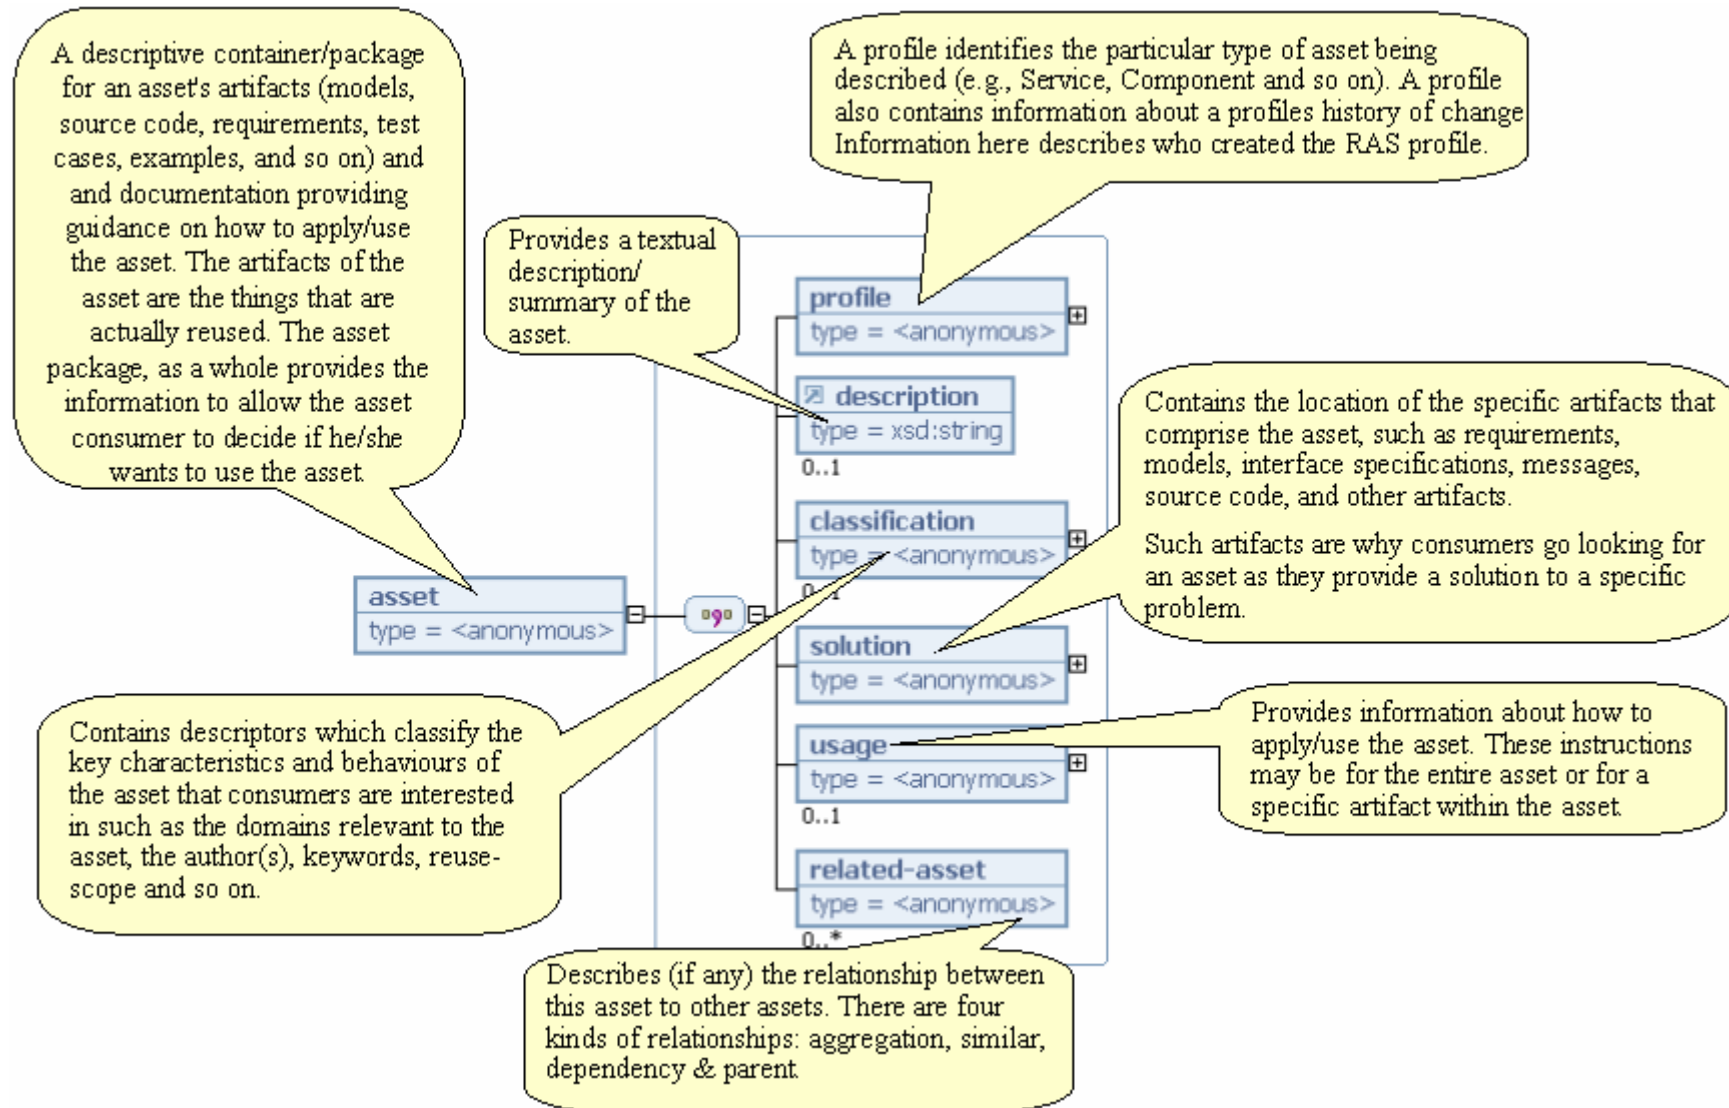 A descriptive container/package
for an asset's artifacts (models,
source code, requirements, test
cases, examples, and so on) and
and documentation providing
guidance on how to apply/use
the asset. The artifacts of the
asset are the things that are
actually reused. The asset
package, as a whole provides the
information to allow the asset
consumer to decide if he/she
wants to use the asset.
A profile identifies the particular type of asset being
described (e.g., Service, Component and so on). A profile
also contains information about a profiles history of change
Information here describes who created the RAS profile.
Provides a textual
description/
summary of the
asset.
profile
type = <anonymous>
description
type = xsd:string
0..1
classification
type = <anonymous>
0..1
Contains the location of the specific artifacts that
comprise the asset, such as requirements,
models, interface specifications, messages,
source code, and other artifacts.
Such artifacts are why consumers go looking for
an asset as they provide a solution to a specific
problem.
asset
type = <anonymous>
solution
type = <anonymous>
usage
type = <anonymous>
0..1
Provides information about how to
apply/use the asset. These instructions
may be for the entire asset or for a
specific artifact within the asset.
Contains descriptors which classify the
key characteristics and behaviours of
the asset that consumers are interested
in such as the domains relevant to the
asset, the author(s), keywords, reuse-
scope and so on.
related-asset
type = <anonymous>
0..*
Describes (if any) the relationship between
this asset to other assets. There are four
kinds of relationships: aggregation, similar,
dependency & parent.